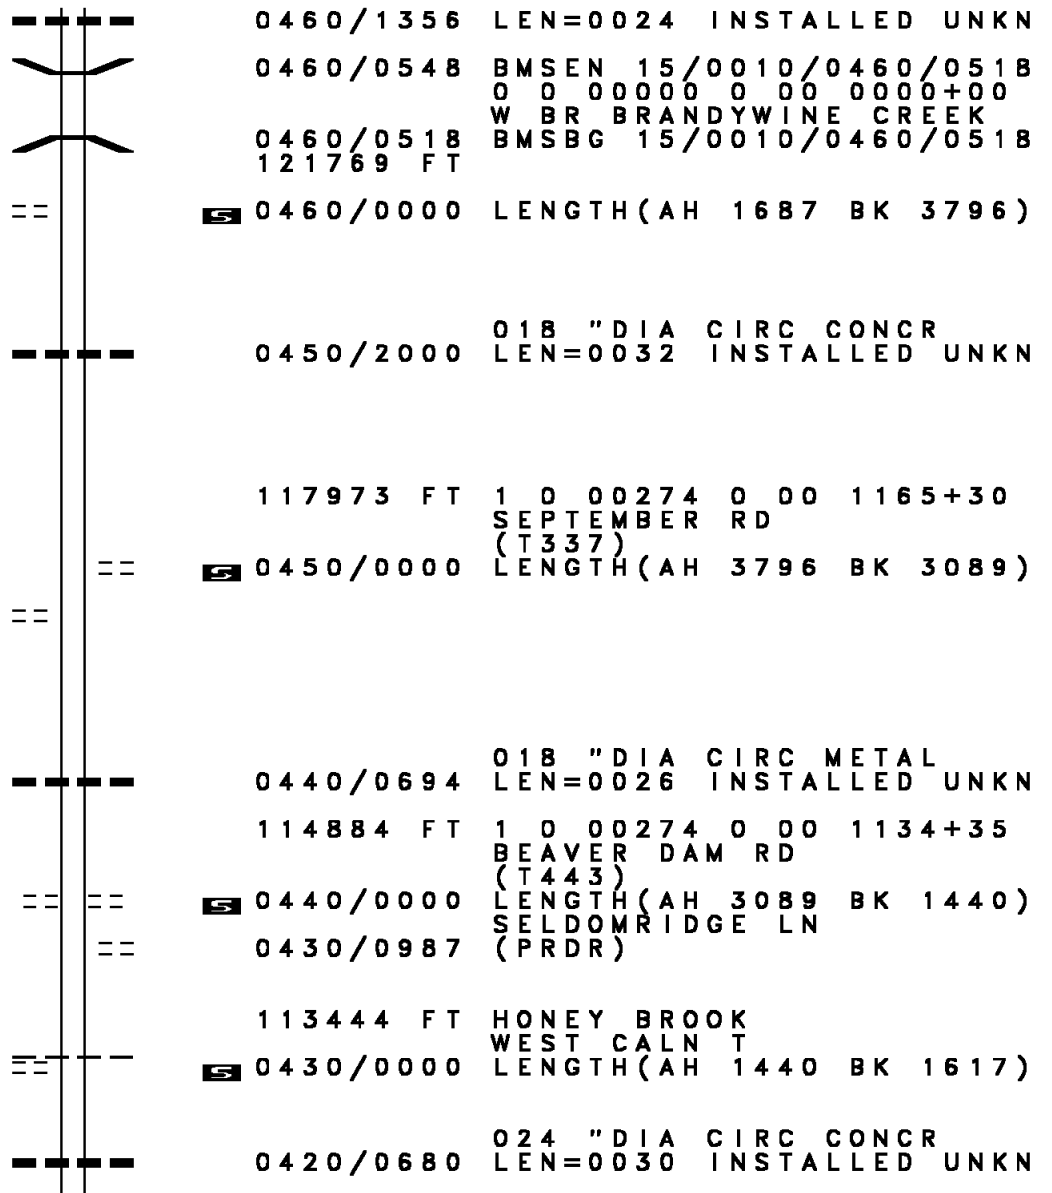 0460/1356 LEN=0024 INSTALLED UNKN
0460/0548 BMSEN 15/0010/0460/0518
0 0 00000 0 00 0000+00
W BR BRANDYWINE CREEK
0460/0518 BMSBG 15/0010/0460/0518
121769 FT
S 0460/0000 LENGTH(AH 1687 BK 3796)
018 "DIA CIRC CONCR
0450/2000 LEN=0032 INSTALLED UNKN
117973 FT 1 0 00274 0 00 1165+30
SEPTEMBER RD
(T337)
S 0450/0000 LENGTH(AH 3796 BK 3089)
018 "DIA CIRC METAL
0440/0694 LEN=0026 INSTALLED UNKN
114884 FT 1 0 00274 0 00 1134+35
BEAVER DAM RD
(T443)
S 0440/0000 LENGTH(AH 3089 BK 1440)
SELDOMRIDGE LN
0430/0987 (PRDR)
113444 FT HONEY BROOK
WEST CALN T
S 0430/0000 LENGTH(AH 1440 BK 1617)
024 "DIA CIRC CONCR
0420/0680 LEN=0030 INSTALLED UNKN